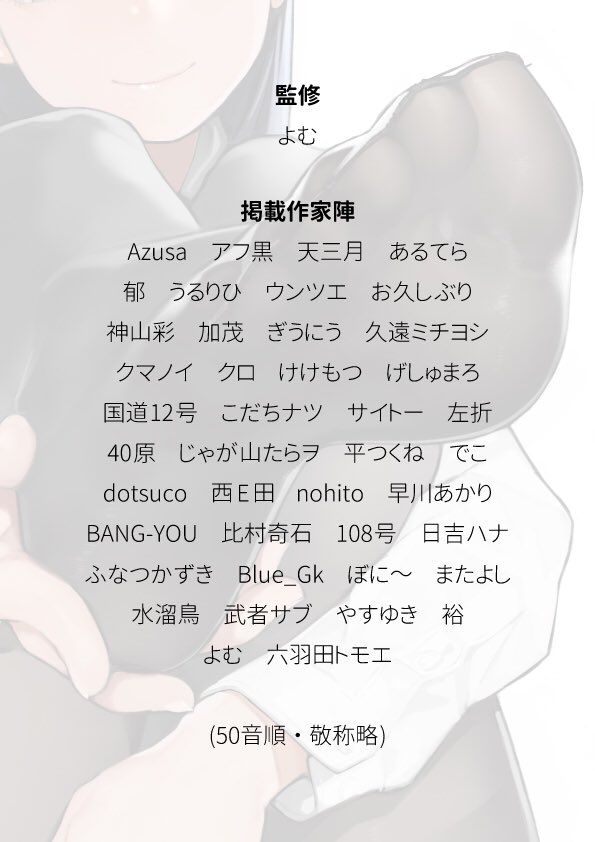 監修
よむ
掲載作家陣
Azusa　アフ黒　天三月　あるてら
郁　うるりひ　ウンツエ　お久しぶり
神山彩　加茂　ぎうにう　久遠ミチヨシ
クマノイ　クロ　けけもつ　げしゅまろ
国道12号　こだちナツ　サイトー　左折
40原　じゃが山たらヲ　平つくね　でこ
dotsuco　西E田　nohito　早川あかり
BANG-YOU　比村奇石　108号　日吉ハナ
ふなつかずき　Blue_Gk　ぼに〜　またよし
水溜鳥　武者サブ　やすゆき　裕
よむ　六羽田トモエ
(50音順・敬称略)